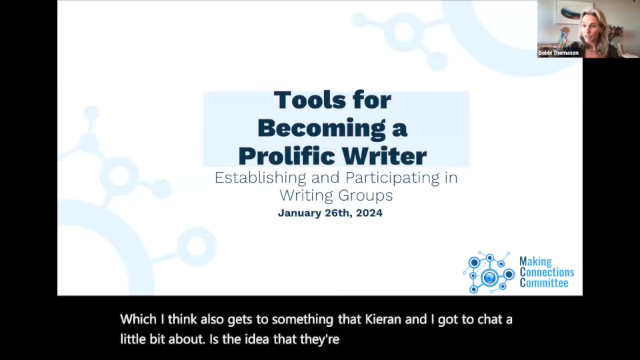 Bobbi Thomason
Tools for
Becoming a
Prolific Writer
Establishing and Participating in
Writing Groups
January 26th, 2024
Making
Connections
Committee
Which I think also gets to something that Kieran and I got to chat a
little bit about. Is the idea that they're